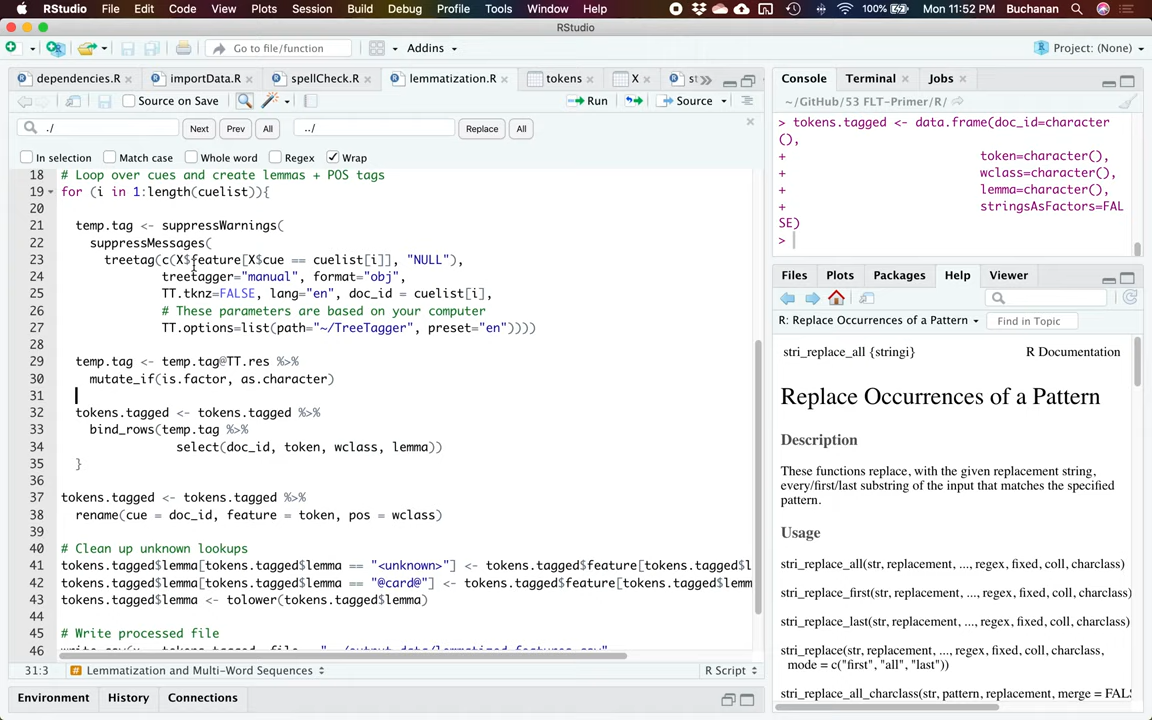 RStudio File Edit Code View Plots Session Build Debug Profile Tools Window Help 100% Mon 11:52 PM Buchanan
RStudio
Go to file/function Addins Project: (None)
dependencies.R importData.R spellCheck.R lemmatization.R tokens X st
Source on Save Run Source
./ Next Prev All ../ Replace All
In selection Match case Whole word Regex Wrap
18 # Loop over cues and create lemmas + POS tags
19 for (i in 1:length(cuelist)){
20
21 temp.tag <- suppressWarnings(
22 suppressMessages(
23 treetag(c(X$feature[X$cue == cuelist[i]], "NULL"),
24 treetagger="manual", format="obj",
25 TT.tknz=FALSE, lang="en", doc_id = cuelist[i],
26 # These parameters are based on your computer
27 TT.options=list(path="~/TreeTagger", preset="en"))))
28
29 temp.tag <- temp.tag@TT.res %>%
30 mutate_if(is.factor, as.character)
31
32 tokens.tagged <- tokens.tagged %>%
33 bind_rows(temp.tag %>%
34 select(doc_id, token, wclass, lemma))
35 }
36
37 tokens.tagged <- tokens.tagged %>%
38 rename(cue = doc_id, feature = token, pos = wclass)
39
40 # Clean up unknown lookups
41 tokens.tagged$lemma[tokens.tagged$lemma == "<unknown>"] <- tokens.tagged$feature[tokens.tagged$l
42 tokens.tagged$lemma[tokens.tagged$lemma == "@card@"] <- tokens.tagged$feature[tokens.tagged$lemm
43 tokens.tagged$lemma <- tolower(tokens.tagged$lemma)
44
45 # Write processed file
46
31:3 Lemmatization and Multi-Word Sequences R Script
Environment History Connections
Console Terminal Jobs
~/GitHub/53 FLT-Primer/R/
> tokens.tagged <- data.frame(doc_id=character
(),
+ token=character(),
+ wclass=character(),
+ lemma=character(),
+ stringsAsFactors=FAL
SE)
>
Files Plots Packages Help Viewer
R: Replace Occurrences of a Pattern Find in Topic
stri_replace_all {stringi} R Documentation
Replace Occurrences of a Pattern
Description
These functions replace, with the given replacement string,
every/first/last substring of the input that matches the specified
pattern.
Usage
stri_replace_all(str, replacement, ..., regex, fixed, coll, charclass)
stri_replace_first(str, replacement, ..., regex, fixed, coll, charclass)
stri_replace_last(str, replacement, ..., regex, fixed, coll, charclass)
stri_replace(str, replacement, ..., regex, fixed, coll, charclass,
mode = c("first", "all", "last"))
stri_replace_all_charclass(str, pattern, replacement, merge = FAL